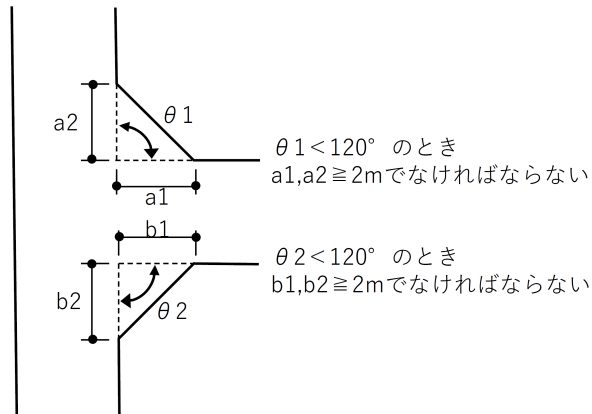 θ1
a2
θ1<120°のとき
a1,a2≧2mでなければならない
a1
b1
θ2<120°のとき
b1,b2≧2mでなければならない
b2
θ2